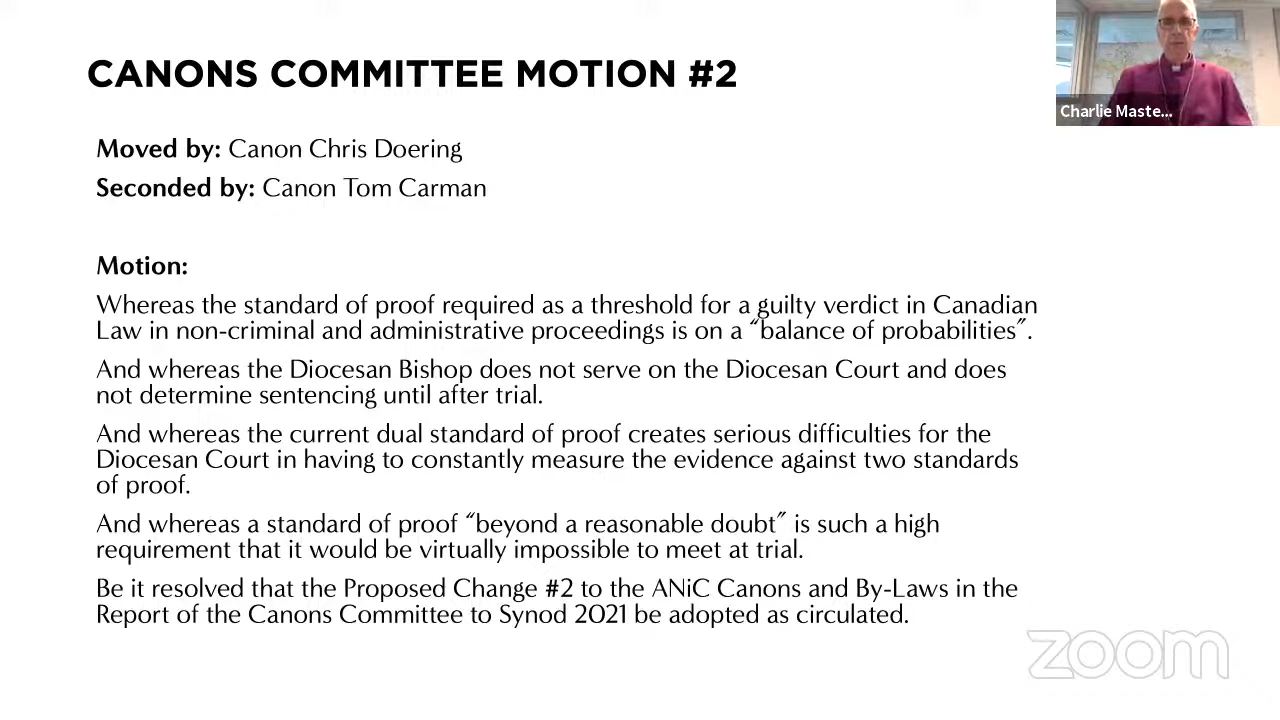 CANONS COMMITTEE MOTION #2
Charlie Maste...
Moved by: Canon Chris Doering
Seconded by: Canon Tom Carman
Motion:
Whereas the standard of proof required as a threshold for a guilty verdict in Canadian
Law in non-criminal and administrative proceedings is on a “balance of probabilities”.
And whereas the Diocesan Bishop does not serve on the Diocesan Court and does
not determine sentencing until after trial.
And whereas the current dual standard of proof creates serious difficulties for the
Diocesan Court in having to constantly measure the evidence against two standards
of proof.
And whereas a standard of proof “beyond a reasonable doubt” is such a high
requirement that it would be virtually impossible to meet at trial.
Be it resolved that the Proposed Change #2 to the ANiC Canons and By-Laws in the
Report of the Canons Committee to Synod 2021 be adopted as circulated.
zoom